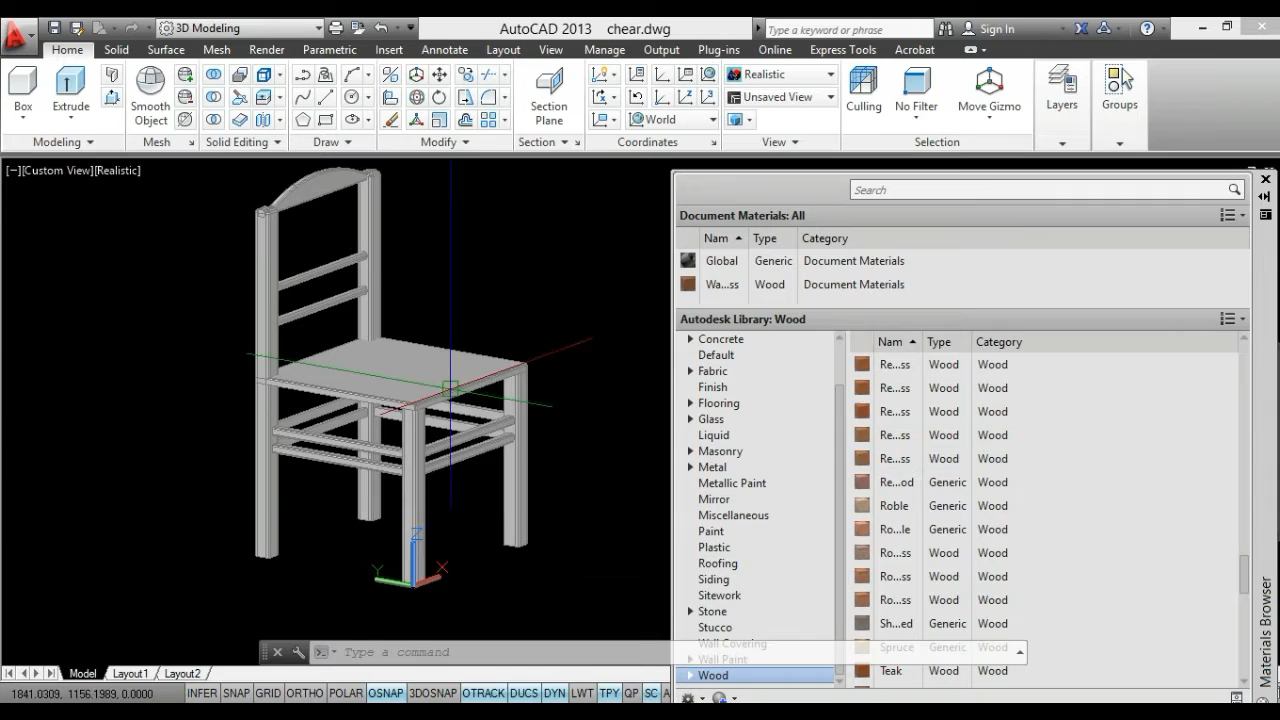 3D Modeling
AutoCAD 2013 chear.dwg
Type a keyword or phrase
Sign In
Home Solid Surface Mesh Render Parametric Insert Annotate Layout View Manage Output Plug-ins Online Express Tools Acrobat
Box
Extrude
Smooth
Object
Section
Plane
Realistic
Unsaved View
World
Culling
No Filter
Move Gizmo
Layers
Groups
Modeling
Mesh
Solid Editing
Draw
Modify
Section
Coordinates
View
Selection
[−][Custom View][Realistic]
Search
Document Materials: All
Nam Type Category
Global Generic Document Materials
Wa...ss Wood Document Materials
Autodesk Library: Wood
Concrete
Default
Fabric
Finish
Flooring
Glass
Liquid
Masonry
Metal
Metallic Paint
Mirror
Miscellaneous
Paint
Plastic
Roofing
Siding
Sitework
Stone
Stucco
Wall Covering
Wall Paint
Wood
Nam Type Category
Re...ss Wood Wood
Re...ss Wood Wood
Re...ss Wood Wood
Re...ss Wood Wood
Re...ss Wood Wood
Re...od Generic Wood
Roble Generic Wood
Ro...le Generic Wood
Ro...ss Wood Wood
Ro...ss Wood Wood
Ro...ss Wood Wood
Sh...ed Generic Wood
Spruce Generic Wood
Teak Wood Wood
Materials Browser
Z
Y X
Type a command
Model Layout1 Layout2
1841.0309, 1156.1989, 0.0
INFER SNAP GRID ORTHO POLAR OSNAP 3DOSNAP OTRACK DUCS DYN LWT TPY QP SC A